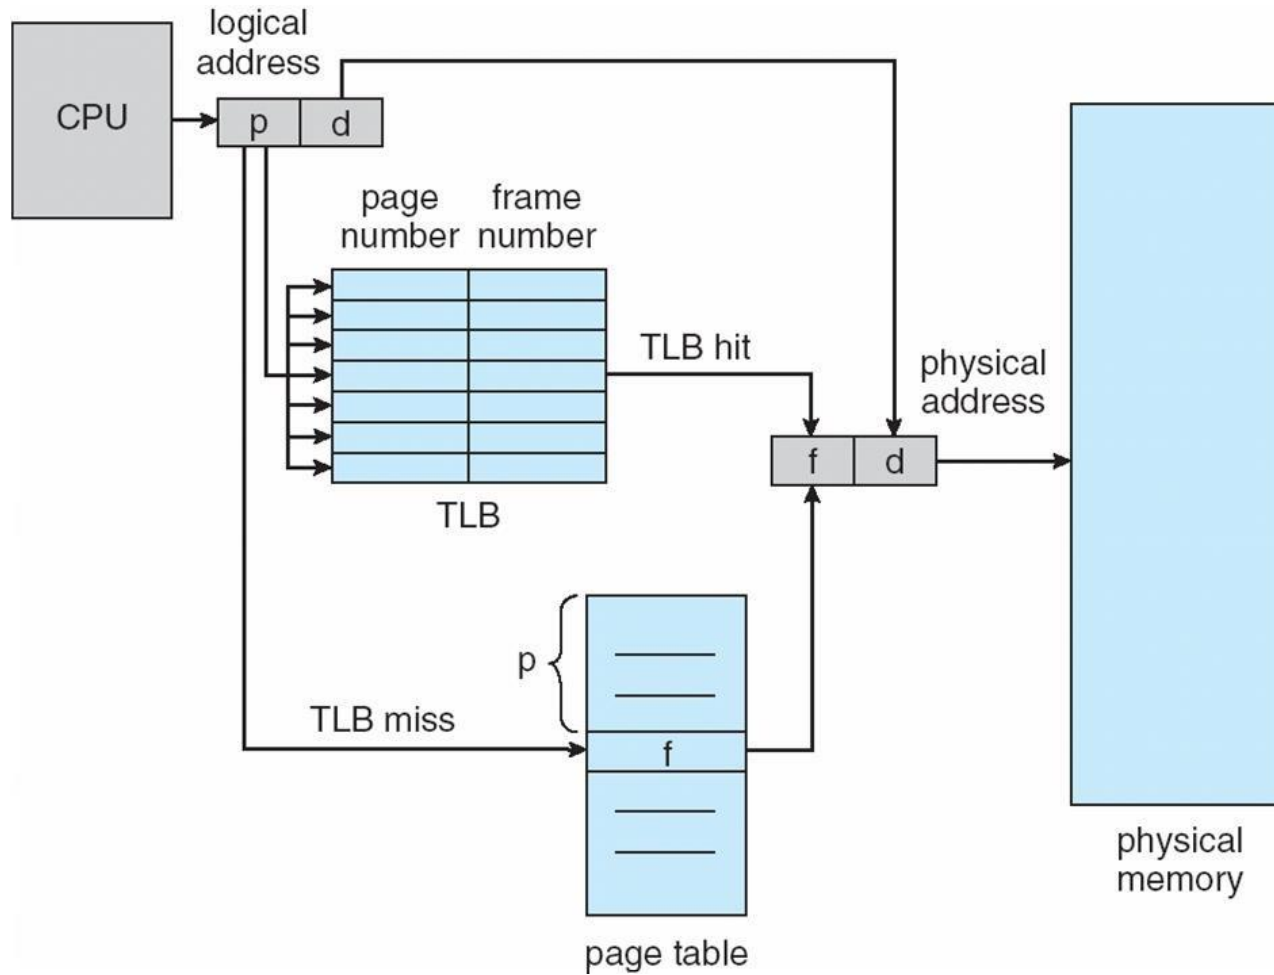 logical
address
CPU
p
d
page
number
frame
number
TLB hit
physical
address
f
d
TLB
p
TLB miss
f
physical
memory
page table